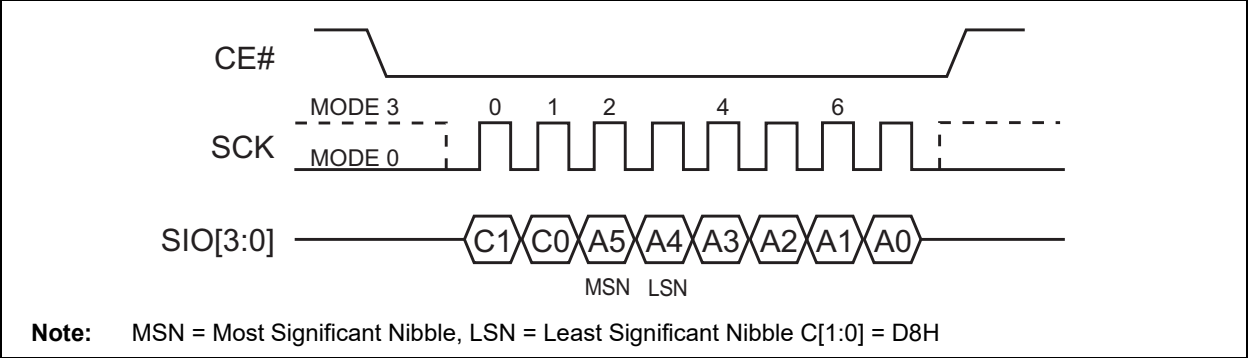 CE#
MODE 3 0 1 2 4 6
SCK
MODE 0
SIO[3:0] C1 C0 A5 A4 A3 A2 A1 A0
MSN LSN
Note: MSN = Most Significant Nibble, LSN = Least Significant Nibble C[1:0] = D8H